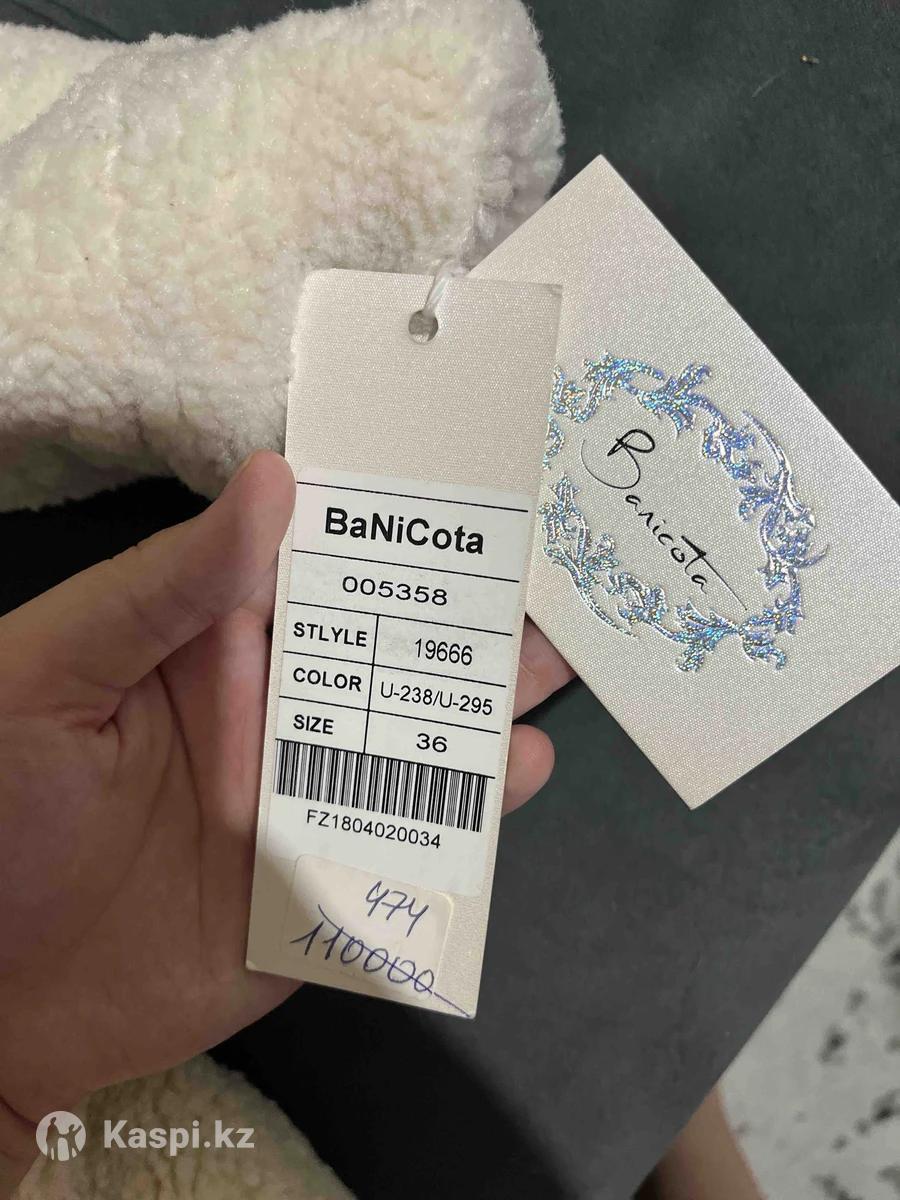 BaNiCota
005358
STLYLE 19666
COLOR U-238/U-295
SIZE 36
FZ1804020034
474
110000
Banicota
Kaspi.kz